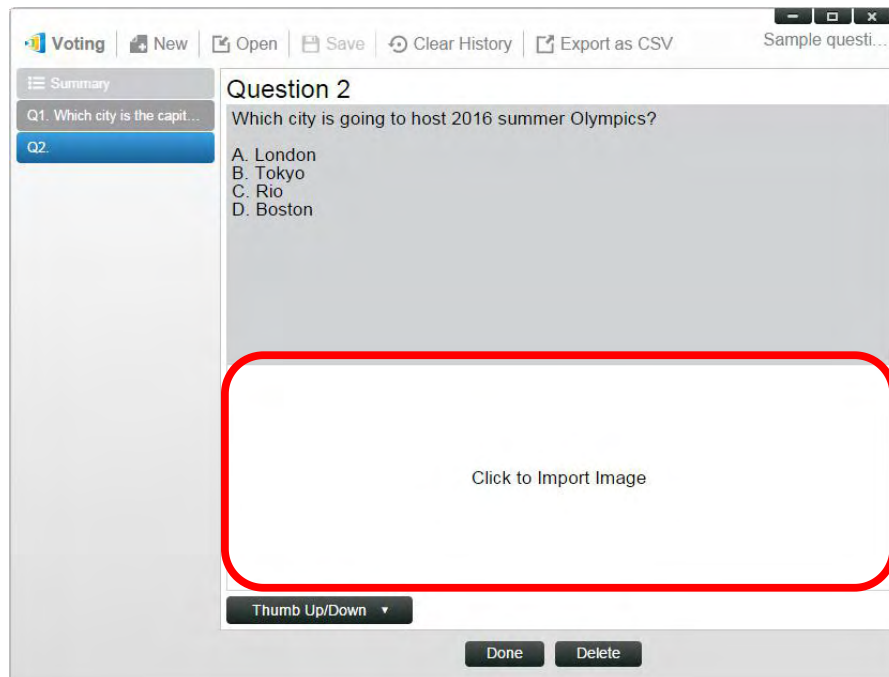 Voting New Open Save Clear History Export as CSV Sample questi...
Summary
Q1. Which city is the capit...
Q2.
Question 2
Which city is going to host 2016 summer Olympics?
A. London
B. Tokyo
C. Rio
D. Boston
Click to Import Image
Thumb Up/Down
Done Delete